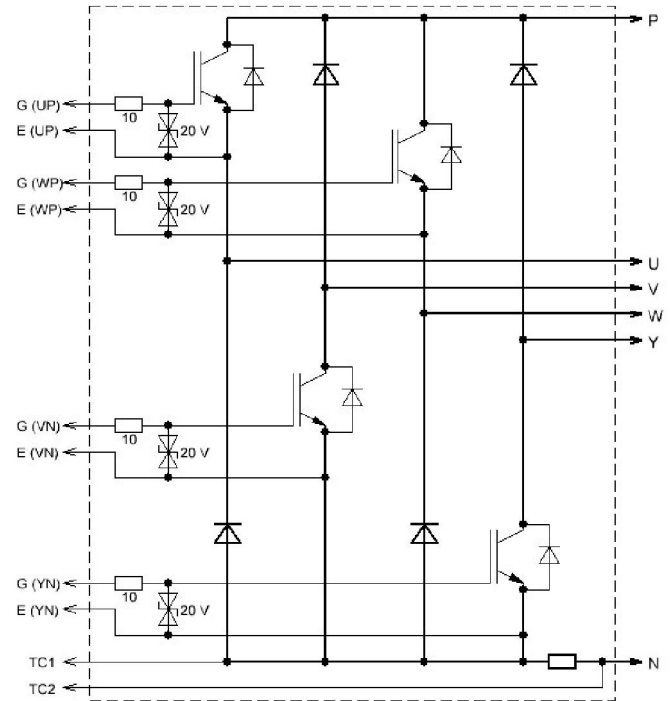 P
G (UP)
10
20 V
E (UP)
G (WP)
10
20 V
E (WP)
U
V
W
Y
G (VN)
10
20 V
E (VN)
G (YN)
10
20 V
E (YN)
TC1
N
TC2